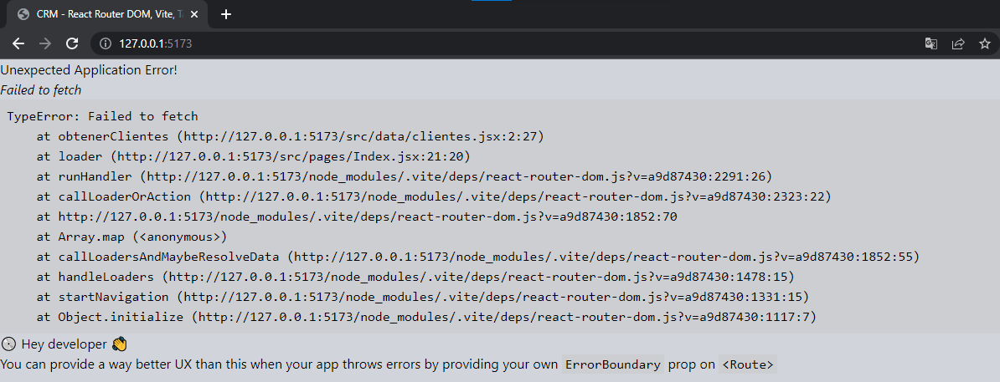 CRM - React Router DOM, Vite, Ta
127.0.0.1:5173
Unexpected Application Error!
Failed to fetch
TypeError: Failed to fetch
    at obtenerClientes (http://127.0.0.1:5173/src/data/clientes.jsx:2:27)
    at loader (http://127.0.0.1:5173/src/pages/Index.jsx:21:20)
    at runHandler (http://127.0.0.1:5173/node_modules/.vite/deps/react-router-dom.js?v=a9d87430:2291:26)
    at callLoaderOrAction (http://127.0.0.1:5173/node_modules/.vite/deps/react-router-dom.js?v=a9d87430:2323:22)
    at http://127.0.0.1:5173/node_modules/.vite/deps/react-router-dom.js?v=a9d87430:1852:70
    at Array.map (<anonymous>)
    at callLoadersAndMaybeResolveData (http://127.0.0.1:5173/node_modules/.vite/deps/react-router-dom.js?v=a9d87430:1852:55)
    at handleLoaders (http://127.0.0.1:5173/node_modules/.vite/deps/react-router-dom.js?v=a9d87430:1478:15)
    at startNavigation (http://127.0.0.1:5173/node_modules/.vite/deps/react-router-dom.js?v=a9d87430:1331:15)
    at Object.initialize (http://127.0.0.1:5173/node_modules/.vite/deps/react-router-dom.js?v=a9d87430:1117:7)
💿 Hey developer 👋
You can provide a way better UX than this when your app throws errors by providing your own ErrorBoundary prop on <Route>